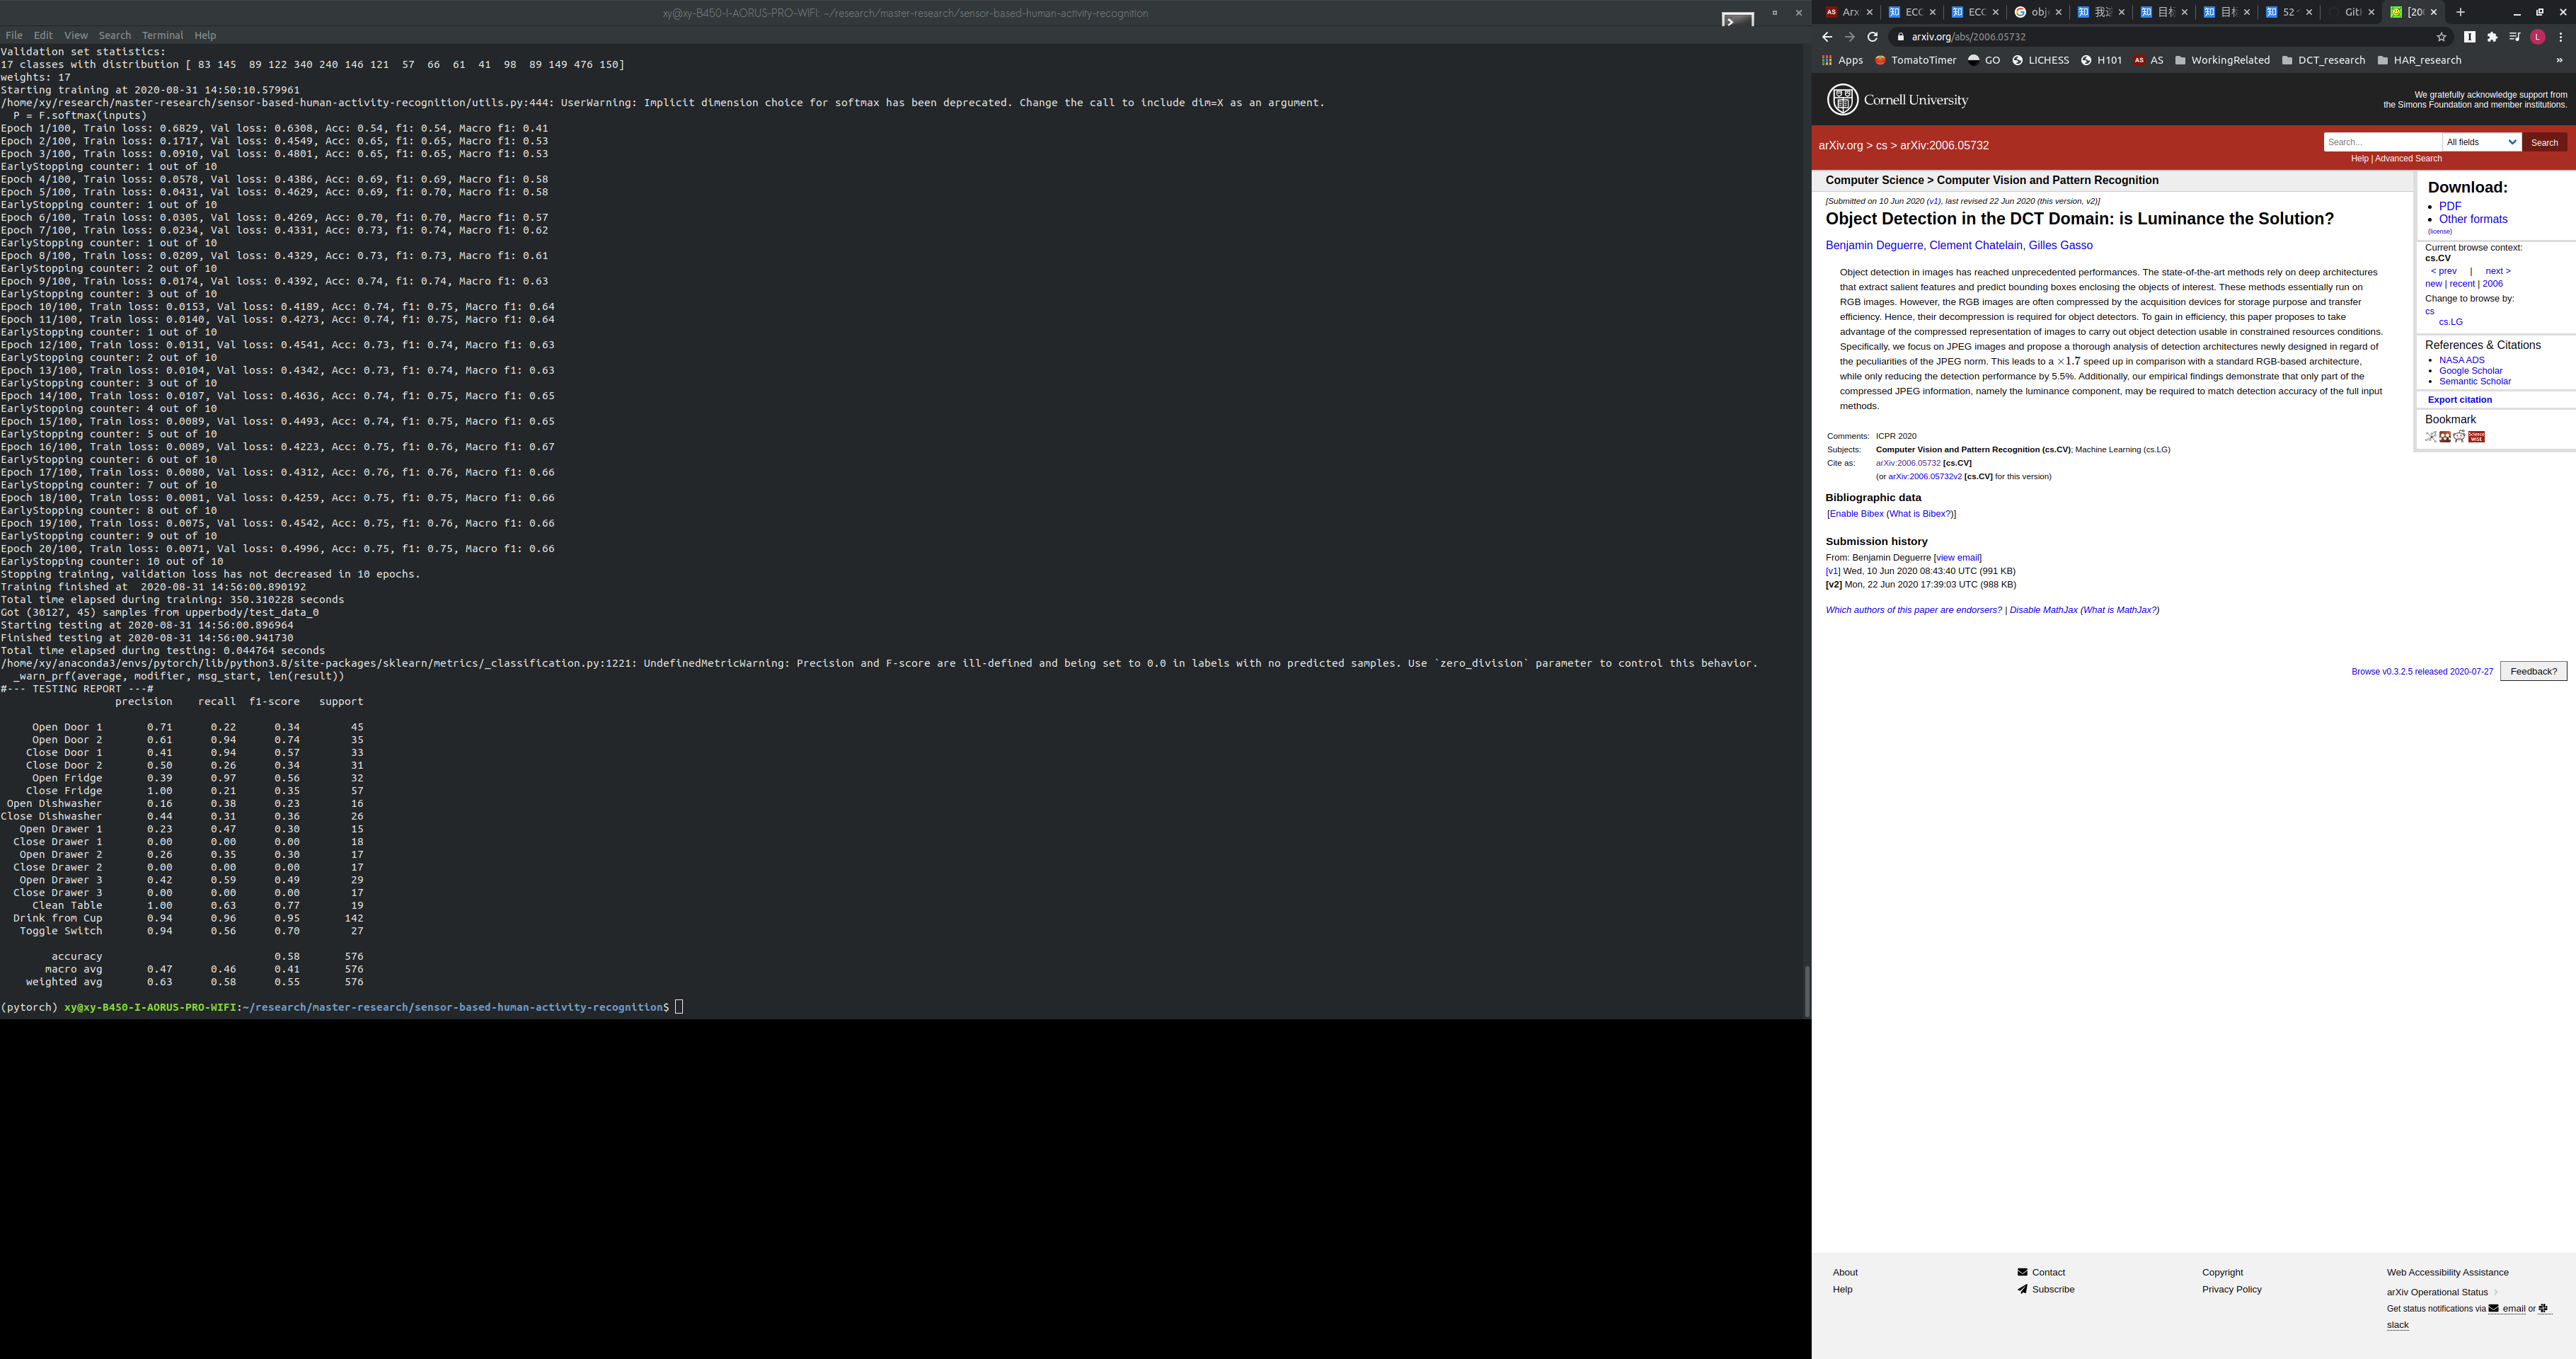 xy@xy-B450-I-AORUS-PRO-WIFI: ~/research/master-research/sensor-based-human-activity-recognition
File Edit View Search Terminal Help
Validation set statistics:
17 classes with distribution [ 83 145  89 122 340 240 146 121  57  66  61  41  98  89 149 476 150]
weights: 17
Starting training at 2020-08-31 14:50:10.579961
/home/xy/research/master-research/sensor-based-human-activity-recognition/utils.py:444: UserWarning: Implicit dimension choice for softmax has been deprecated. Change the call to include dim=X as an argument.
  P = F.softmax(inputs)
Epoch 1/100, Train loss: 0.6829, Val loss: 0.6308, Acc: 0.54, f1: 0.54, Macro f1: 0.41
Epoch 2/100, Train loss: 0.1717, Val loss: 0.4549, Acc: 0.65, f1: 0.65, Macro f1: 0.53
Epoch 3/100, Train loss: 0.0910, Val loss: 0.4801, Acc: 0.65, f1: 0.65, Macro f1: 0.53
EarlyStopping counter: 1 out of 10
Epoch 4/100, Train loss: 0.0578, Val loss: 0.4386, Acc: 0.69, f1: 0.69, Macro f1: 0.58
Epoch 5/100, Train loss: 0.0431, Val loss: 0.4629, Acc: 0.69, f1: 0.70, Macro f1: 0.58
EarlyStopping counter: 1 out of 10
Epoch 6/100, Train loss: 0.0305, Val loss: 0.4269, Acc: 0.70, f1: 0.70, Macro f1: 0.57
Epoch 7/100, Train loss: 0.0234, Val loss: 0.4331, Acc: 0.73, f1: 0.74, Macro f1: 0.62
EarlyStopping counter: 1 out of 10
Epoch 8/100, Train loss: 0.0209, Val loss: 0.4329, Acc: 0.73, f1: 0.73, Macro f1: 0.61
EarlyStopping counter: 2 out of 10
Epoch 9/100, Train loss: 0.0174, Val loss: 0.4392, Acc: 0.74, f1: 0.74, Macro f1: 0.63
EarlyStopping counter: 3 out of 10
Epoch 10/100, Train loss: 0.0153, Val loss: 0.4189, Acc: 0.74, f1: 0.75, Macro f1: 0.64
Epoch 11/100, Train loss: 0.0140, Val loss: 0.4273, Acc: 0.74, f1: 0.75, Macro f1: 0.64
EarlyStopping counter: 1 out of 10
Epoch 12/100, Train loss: 0.0131, Val loss: 0.4541, Acc: 0.73, f1: 0.74, Macro f1: 0.63
EarlyStopping counter: 2 out of 10
Epoch 13/100, Train loss: 0.0104, Val loss: 0.4342, Acc: 0.73, f1: 0.74, Macro f1: 0.63
EarlyStopping counter: 3 out of 10
Epoch 14/100, Train loss: 0.0107, Val loss: 0.4636, Acc: 0.74, f1: 0.75, Macro f1: 0.65
EarlyStopping counter: 4 out of 10
Epoch 15/100, Train loss: 0.0089, Val loss: 0.4493, Acc: 0.74, f1: 0.75, Macro f1: 0.65
EarlyStopping counter: 5 out of 10
Epoch 16/100, Train loss: 0.0089, Val loss: 0.4223, Acc: 0.75, f1: 0.76, Macro f1: 0.67
EarlyStopping counter: 6 out of 10
Epoch 17/100, Train loss: 0.0080, Val loss: 0.4312, Acc: 0.76, f1: 0.76, Macro f1: 0.66
EarlyStopping counter: 7 out of 10
Epoch 18/100, Train loss: 0.0081, Val loss: 0.4259, Acc: 0.75, f1: 0.75, Macro f1: 0.66
EarlyStopping counter: 8 out of 10
Epoch 19/100, Train loss: 0.0075, Val loss: 0.4542, Acc: 0.75, f1: 0.76, Macro f1: 0.66
EarlyStopping counter: 9 out of 10
Epoch 20/100, Train loss: 0.0071, Val loss: 0.4996, Acc: 0.75, f1: 0.75, Macro f1: 0.66
EarlyStopping counter: 10 out of 10
Stopping training, validation loss has not decreased in 10 epochs.
Training finished at  2020-08-31 14:56:00.890192
Total time elapsed during training: 350.310228 seconds
Got (30127, 45) samples from upperbody/test_data_0
Starting testing at 2020-08-31 14:56:00.896964
Finished testing at 2020-08-31 14:56:00.941730
Total time elapsed during testing: 0.044764 seconds
/home/xy/anaconda3/envs/pytorch/lib/python3.8/site-packages/sklearn/metrics/_classification.py:1221: UndefinedMetricWarning: Precision and F-score are ill-defined and being set to 0.0 in labels with no predicted samples. Use `zero_division` parameter to control this behavior.
  _warn_prf(average, modifier, msg_start, len(result))
#--- TESTING REPORT ---#
precision recall f1-score support
Open Door 1 0.71 0.22 0.34 45
Open Door 2 0.61 0.94 0.74 35
Close Door 1 0.41 0.94 0.57 33
Close Door 2 0.50 0.26 0.34 31
Open Fridge 0.39 0.97 0.56 32
Close Fridge 1.00 0.21 0.35 57
Open Dishwasher 0.16 0.38 0.23 16
Close Dishwasher 0.44 0.31 0.36 26
Open Drawer 1 0.23 0.47 0.30 15
Close Drawer 1 0.00 0.00 0.00 18
Open Drawer 2 0.26 0.35 0.30 17
Close Drawer 2 0.00 0.00 0.00 17
Open Drawer 3 0.42 0.59 0.49 29
Close Drawer 3 0.00 0.00 0.00 17
Clean Table 1.00 0.63 0.77 19
Drink from Cup 0.94 0.96 0.95 142
Toggle Switch 0.94 0.56 0.70 27
accuracy 0.58 576
macro avg 0.47 0.46 0.41 576
weighted avg 0.63 0.58 0.55 576
(pytorch) xy@xy-B450-I-AORUS-PRO-WIFI:~/research/master-research/sensor-based-human-activity-recognition$
Arx ECC ECC obj 目标 目标 52 Git [20
arxiv.org/abs/2006.05732
Apps TomatoTimer GO LICHESS H101 AS WorkingRelated DCT_research HAR_research »
Cornell University
We gratefully acknowledge support from
the Simons Foundation and member institutions.
arXiv.org > cs > arXiv:2006.05732
Search... All fields Search
Help | Advanced Search
Computer Science > Computer Vision and Pattern Recognition
[Submitted on 10 Jun 2020 (v1), last revised 22 Jun 2020 (this version, v2)]
Object Detection in the DCT Domain: is Luminance the Solution?
Benjamin Deguerre, Clement Chatelain, Gilles Gasso
Object detection in images has reached unprecedented performances. The state-of-the-art methods rely on deep architectures
that extract salient features and predict bounding boxes enclosing the objects of interest. These methods essentially run on
RGB images. However, the RGB images are often compressed by the acquisition devices for storage purpose and transfer
efficiency. Hence, their decompression is required for object detectors. To gain in efficiency, this paper proposes to take
advantage of the compressed representation of images to carry out object detection usable in constrained resources conditions.
Specifically, we focus on JPEG images and propose a thorough analysis of detection architectures newly designed in regard of
the peculiarities of the JPEG norm. This leads to a ×1.7 speed up in comparison with a standard RGB-based architecture,
while only reducing the detection performance by 5.5%. Additionally, our empirical findings demonstrate that only part of the
compressed JPEG information, namely the luminance component, may be required to match detection accuracy of the full input
methods.
Comments: ICPR 2020
Subjects: Computer Vision and Pattern Recognition (cs.CV); Machine Learning (cs.LG)
Cite as: arXiv:2006.05732 [cs.CV]
(or arXiv:2006.05732v2 [cs.CV] for this version)
Bibliographic data
[Enable Bibex (What is Bibex?)]
Submission history
From: Benjamin Deguerre [view email]
[v1] Wed, 10 Jun 2020 08:43:40 UTC (991 KB)
[v2] Mon, 22 Jun 2020 17:39:03 UTC (988 KB)
Which authors of this paper are endorsers? | Disable MathJax (What is MathJax?)
Download:
PDF
Other formats
(license)
Current browse context:
cs.CV
< prev | next >
new | recent | 2006
Change to browse by:
cs
cs.LG
References & Citations
NASA ADS
Google Scholar
Semantic Scholar
Export citation
Bookmark
Browse v0.3.2.5 released 2020-07-27 Feedback?
About
Help
Contact
Subscribe
Copyright
Privacy Policy
Web Accessibility Assistance
arXiv Operational Status
Get status notifications via email or
slack